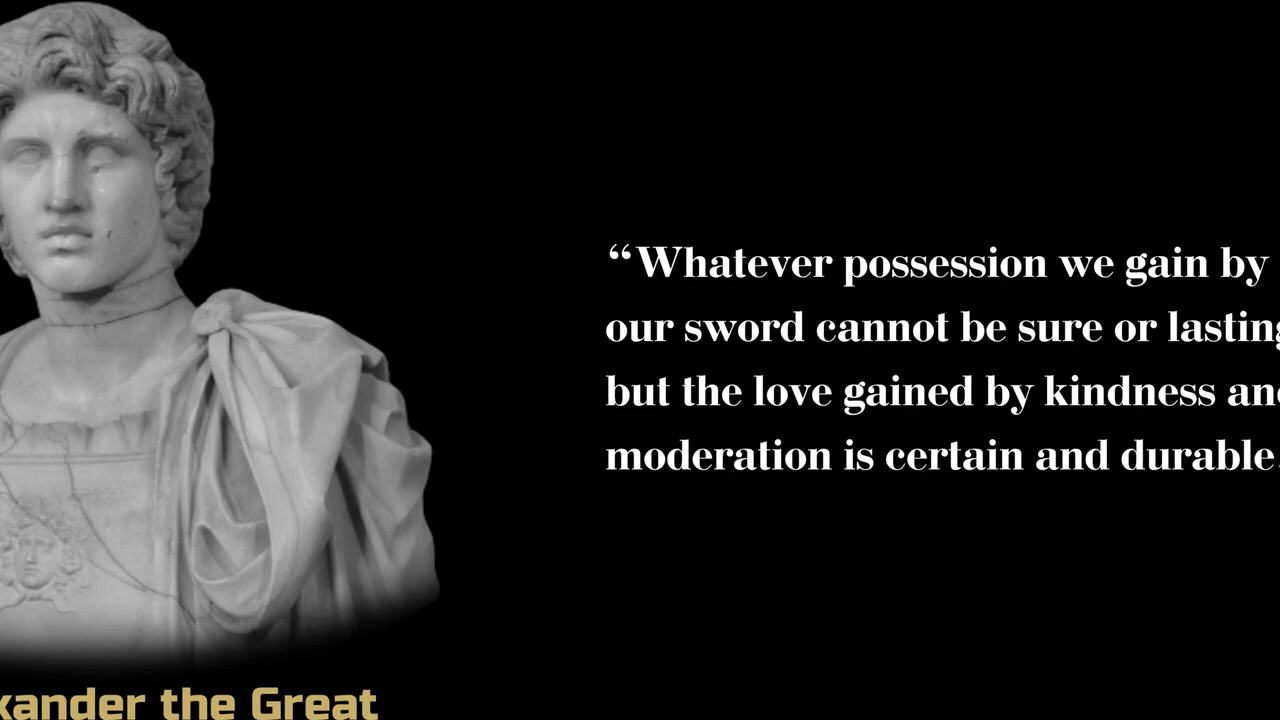 “Whatever possession we gain by
our sword cannot be sure or lasting
but the love gained by kindness and
moderation is certain and durable.
xander the Great